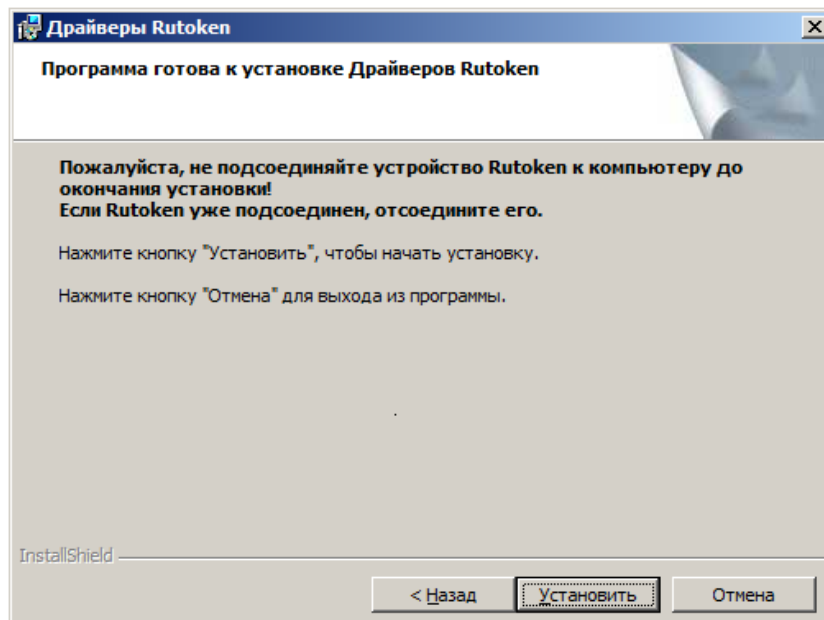 Драйверы Rutoken
Программа готова к установке Драйверов Rutoken
Пожалуйста, не подсоединяйте устройство Rutoken к компьютеру до
окончания установки!
Если Rutoken уже подсоединен, отсоедините его.
Нажмите кнопку "Установить", чтобы начать установку.
Нажмите кнопку "Отмена" для выхода из программы.
.
InstallShield
< Назад
Установить
Отмена